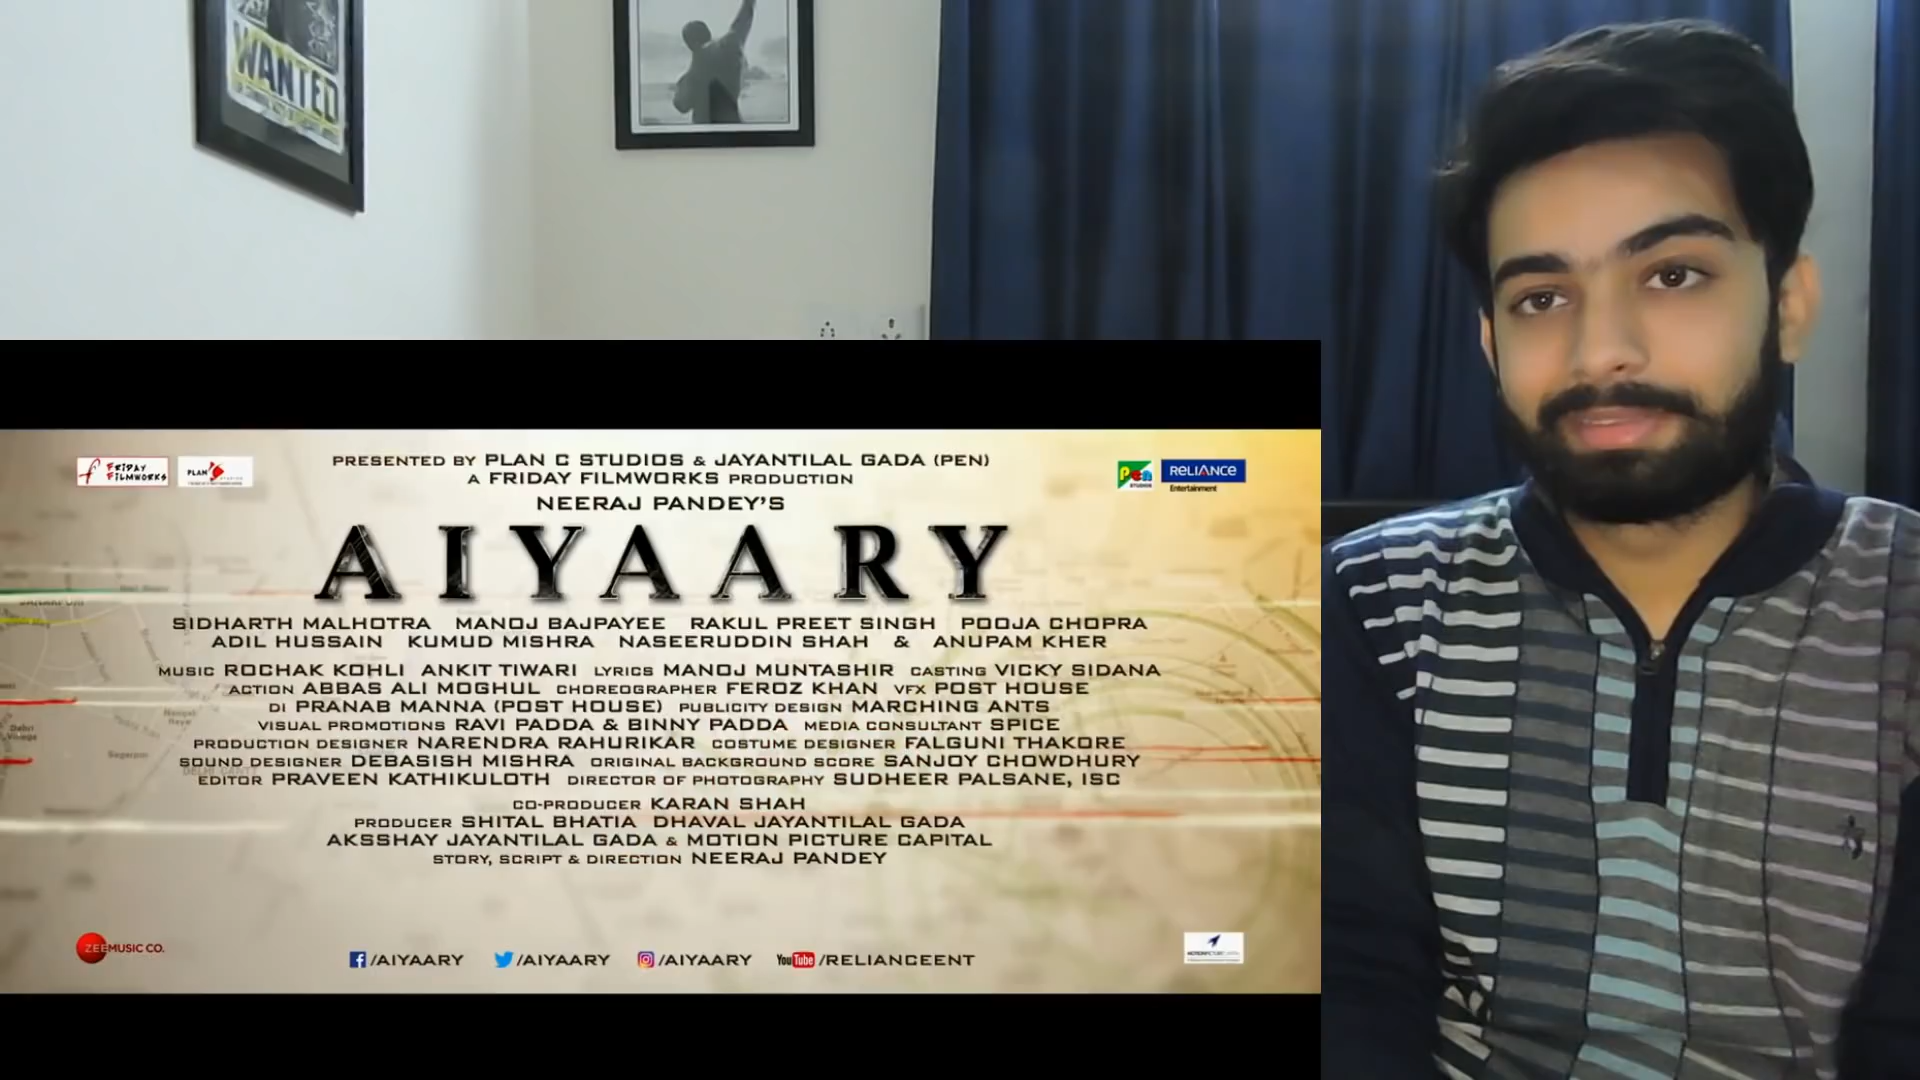 WANTED
FRIDAY
FILMWORKS
PLAN
PRESENTED BY PLAN C STUDIOS & JAYANTILAL GADA (PEN)
A FRIDAY FILMWORKS PRODUCTION
NEERAJ PANDEY'S
AIYAARY
Pen
STUDIOS
RELIANCE
Entertainment
SIDHARTH MALHOTRA MANOJ BAJPAYEE RAKUL PREET SINGH POOJA CHOPRA
ADIL HUSSAIN KUMUD MISHRA NASEERUDDIN SHAH & ANUPAM KHER
MUSIC ROCHAK KOHLI ANKIT TIWARI LYRICS MANOJ MUNTASHIR CASTING VICKY SIDANA
ACTION ABBAS ALI MOGHUL CHOREOGRAPHER FEROZ KHAN VFX POST HOUSE
DI PRANAB MANNA (POST HOUSE) PUBLICITY DESIGN MARCHING ANTS
VISUAL PROMOTIONS RAVI PADDA & BINNY PADDA MEDIA CONSULTANT SPICE
PRODUCTION DESIGNER NARENDRA RAHURIKAR COSTUME DESIGNER FALGUNI THAKORE
SOUND DESIGNER DEBASISH MISHRA ORIGINAL BACKGROUND SCORE SANJOY CHOWDHURY
EDITOR PRAVEEN KATHIKULOTH DIRECTOR OF PHOTOGRAPHY SUDHEER PALSANE, ISC
CO-PRODUCER KARAN SHAH
PRODUCER SHITAL BHATIA DHAVAL JAYANTILAL GADA
AKSSHAY JAYANTILAL GADA & MOTION PICTURE CAPITAL
STORY, SCRIPT & DIRECTION NEERAJ PANDEY
ZEE MUSIC CO.
/AIYAARY /AIYAARY /AIYAARY YouTube /RELIANCEENT